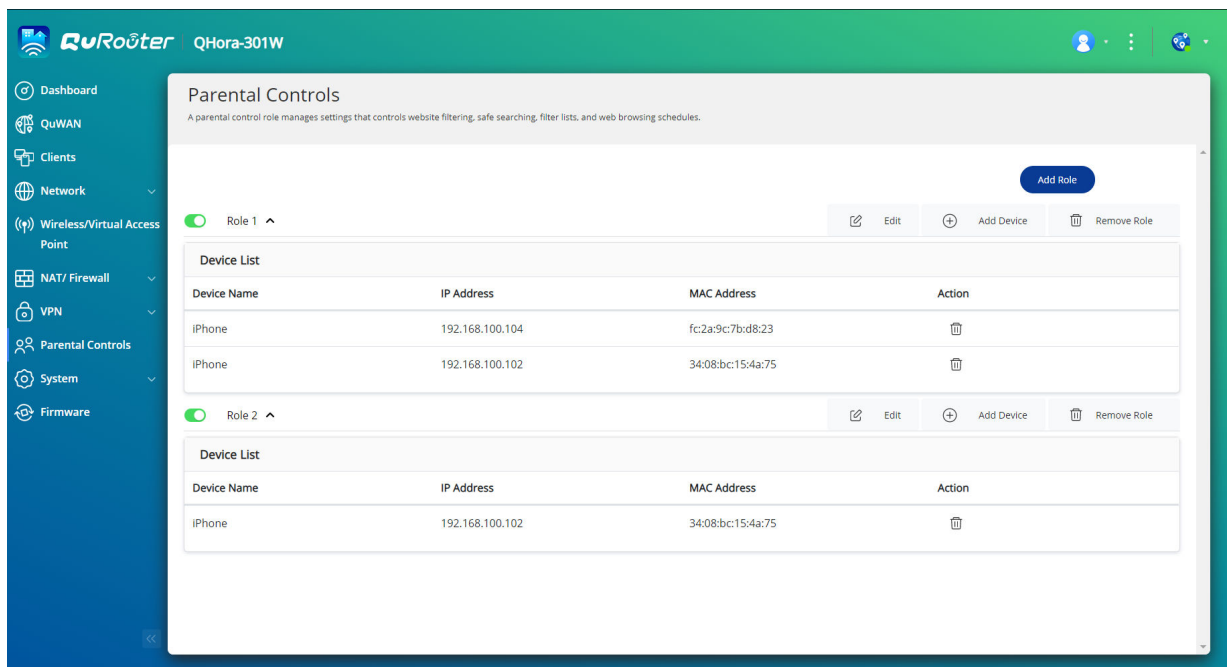 QuRoûter QHora-301W
Dashboard
QuWAN
Clients
Network
Wireless/Virtual Access
Point
NAT/ Firewall
VPN
Parental Controls
System
Firmware
Parental Controls
A parental control role manages settings that controls website filtering, safe searching, filter lists, and web browsing schedules.
Add Role
Role 1 Edit Add Device Remove Role
Device List
Device Name IP Address MAC Address Action
iPhone 192.168.100.104 fc:2a:9c:7b:d8:23
iPhone 192.168.100.102 34:08:bc:15:4a:75
Role 2 Edit Add Device Remove Role
Device List
Device Name IP Address MAC Address Action
iPhone 192.168.100.102 34:08:bc:15:4a:75